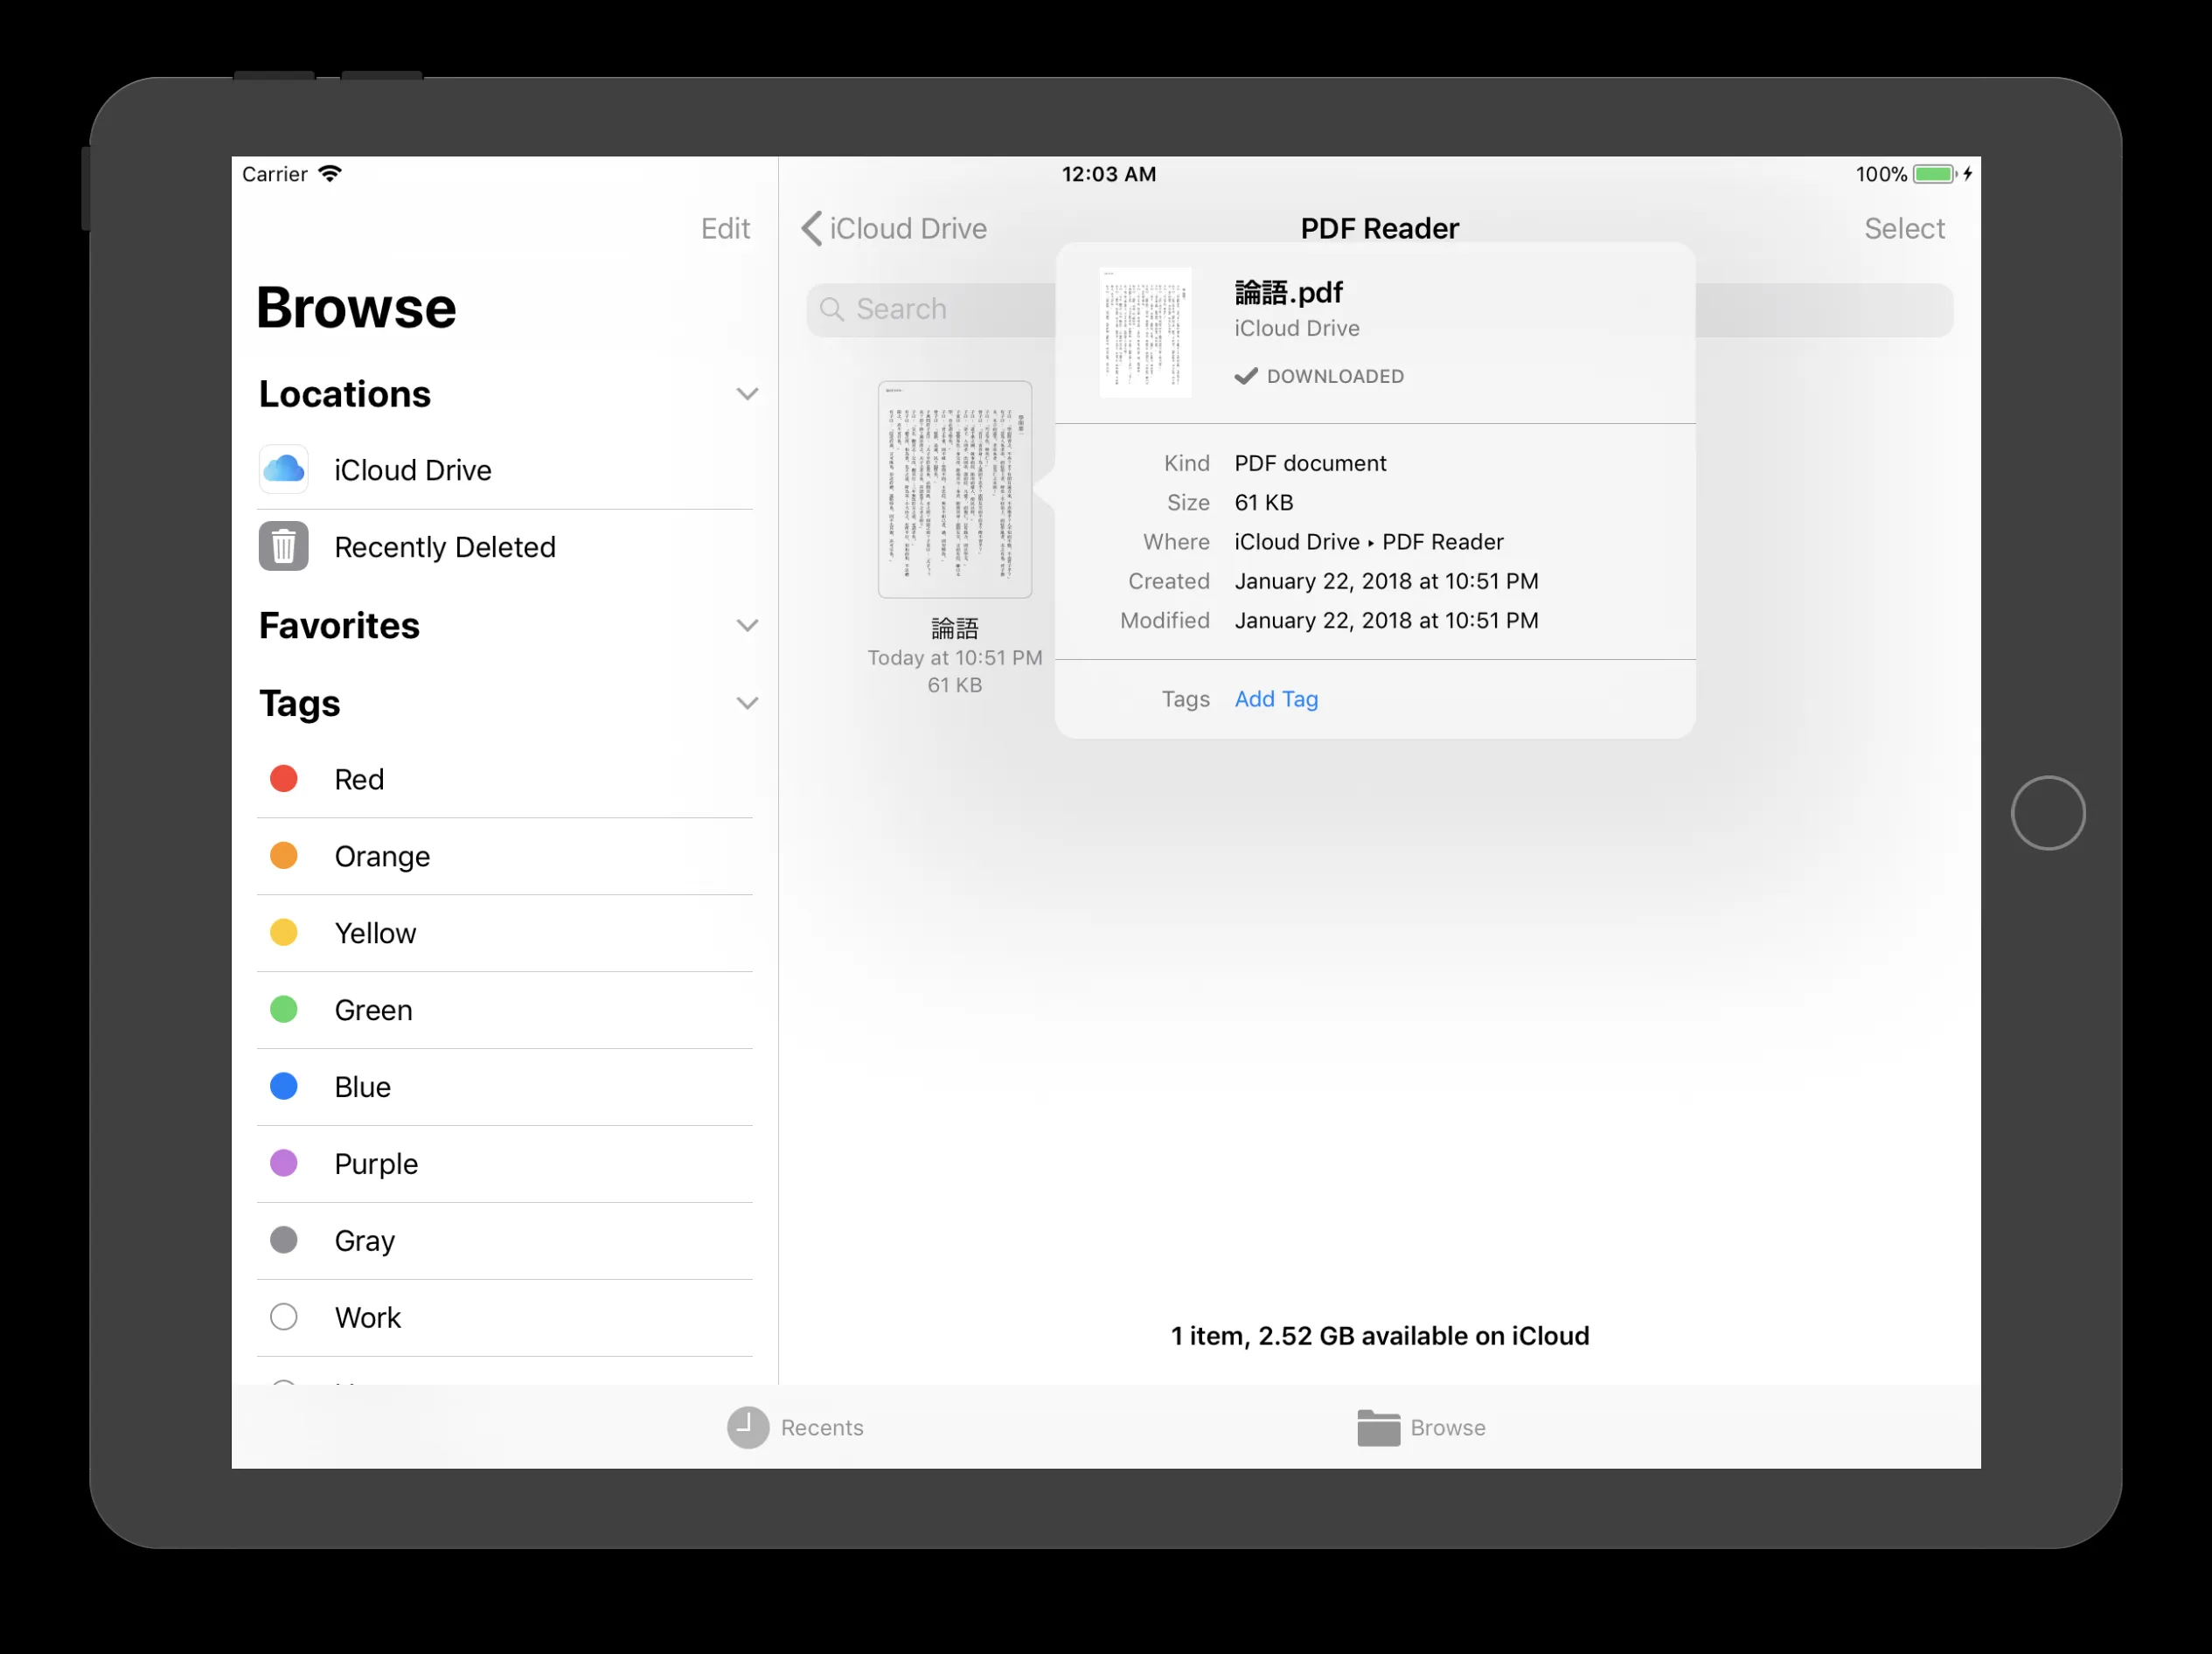 Carrier
12:03 AM
100%
Edit
Browse
Locations
iCloud Drive
Recently Deleted
Favorites
Tags
Red
Orange
Yellow
Green
Blue
Purple
Gray
Work
iCloud Drive
PDF Reader
Select
Search
論語
Today at 10:51 PM
61 KB
論語.pdf
iCloud Drive
DOWNLOADED
Kind PDF document
Size 61 KB
Where iCloud Drive ▸ PDF Reader
Created January 22, 2018 at 10:51 PM
Modified January 22, 2018 at 10:51 PM
Tags Add Tag
1 item, 2.52 GB available on iCloud
Recents
Browse